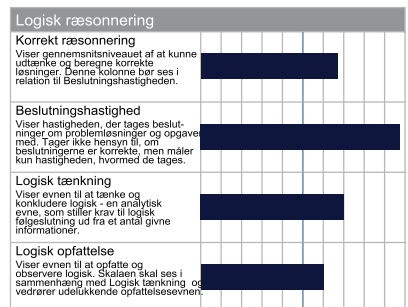 Logisk ræsonnering
Korrekt ræsonnering
Viser gennemsnitsniveauet af at kunne
udtænke og beregne korrekte
løsninger. Denne kolonne bør ses i
relation til Beslutningshastigheden.
Beslutningshastighed
Viser hastigheden, der tages beslut-
ninger om problemløsninger og opgaver
med. Tager ikke hensyn til, om
beslutningerne er korrekte, men måler
kun hastigheden, hvormed de tages.
Logisk tænkning
Viser evnen til at tænke og
konkludere logisk - en analytisk
evne, som stiller krav til logisk
følgeslutning ud fra et antal givne
informationer.
Logisk opfattelse
Viser evnen til at opfatte og
observere logisk. Skalaen skal ses i
sammenhæng med Logisk tænkning og
vedrører udelukkende opfattelsesevnen.